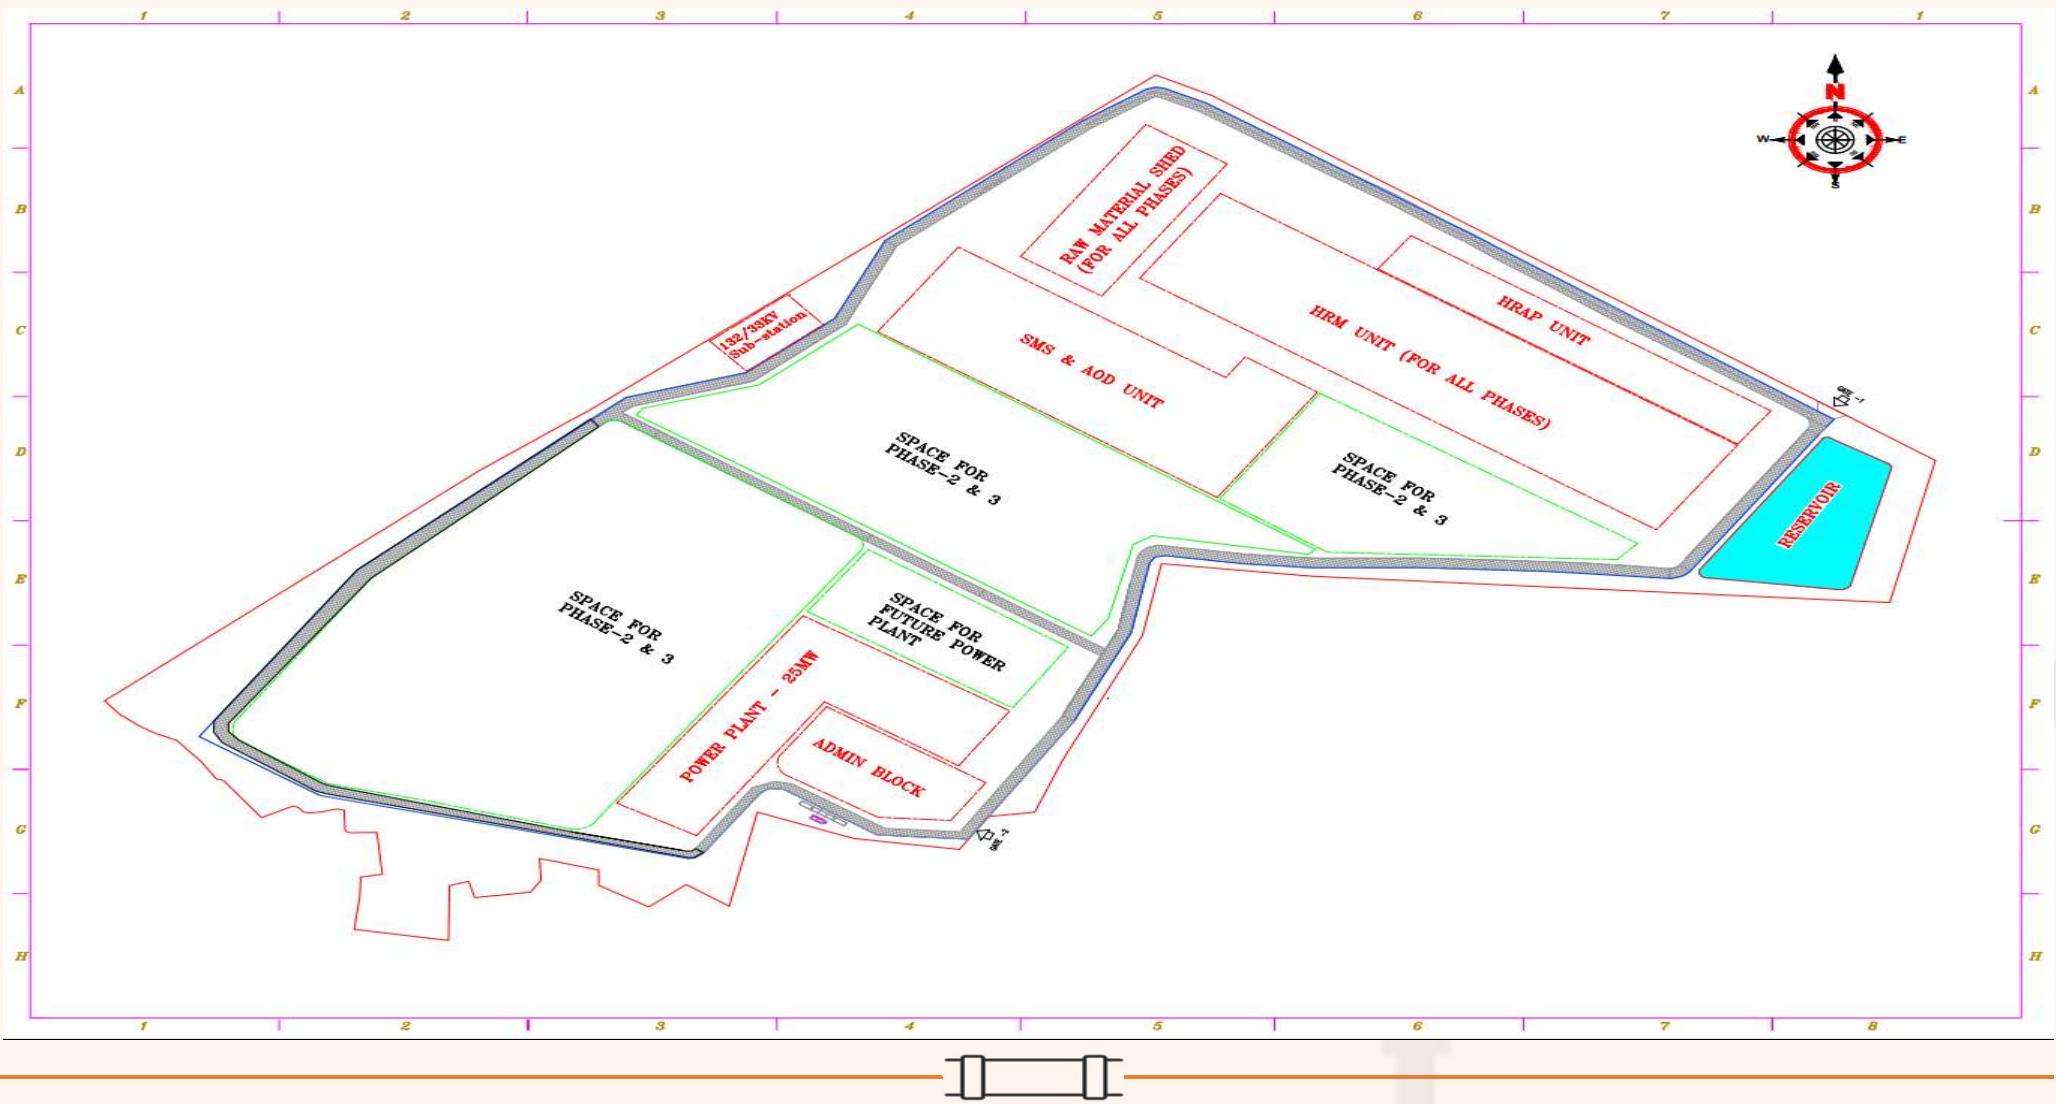 1 2 3 4 5 6 7 1
A A
N
W E
S
B B
RAW MATERIAL SHED
(FOR ALL PHASES)
C C
132/33KV
Sub-station
HRAP UNIT
HRM UNIT (FOR ALL PHASES)
SMS & AOD UNIT
GATE -1
D D
SPACE FOR
PHASE-2 & 3
SPACE FOR
PHASE-2 & 3
RESERVOIR
E E
SPACE FOR
PHASE-2 & 3
SPACE FOR
FUTURE POWER
PLANT
F F
POWER PLANT - 25MW
ADMIN BLOCK
G G
H H
1 2 3 4 5 6 7 8